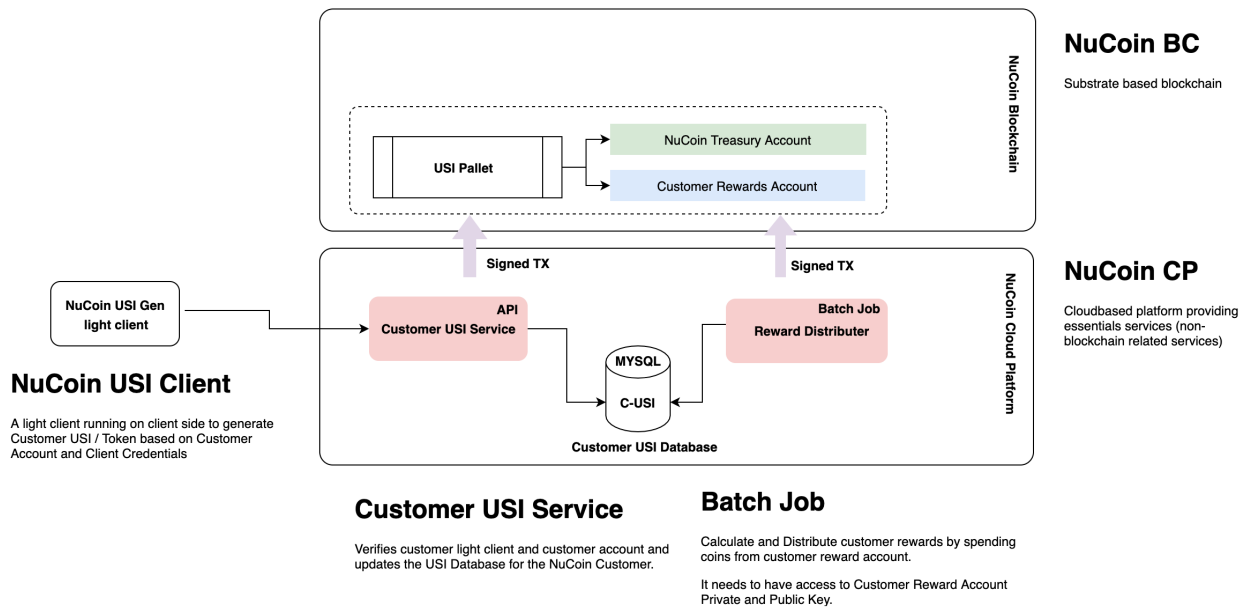 NuCoin BC
Substrate based blockchain
NuCoin Blockchain
USI Pallet
NuCoin Treasury Account
Customer Rewards Account
Signed TX
Signed TX
NuCoin CP
Cloudbased platform providing
essentials services (non-
blockchain related services)
NuCoin Cloud Platform
NuCoin USI Gen
light client
API
Customer USI Service
Batch Job
Reward Distributer
MYSQL
C-USI
Customer USI Database
NuCoin USI Client
A light client running on client side to generate
Customer USI / Token based on Customer
Account and Client Credentials
Customer USI Service
Verifies customer light client and customer account and
updates the USI Database for the NuCoin Customer.
Batch Job
Calculate and Distribute customer rewards by spending
coins from customer reward account.
It needs to have access to Customer Reward Account
Private and Public Key.